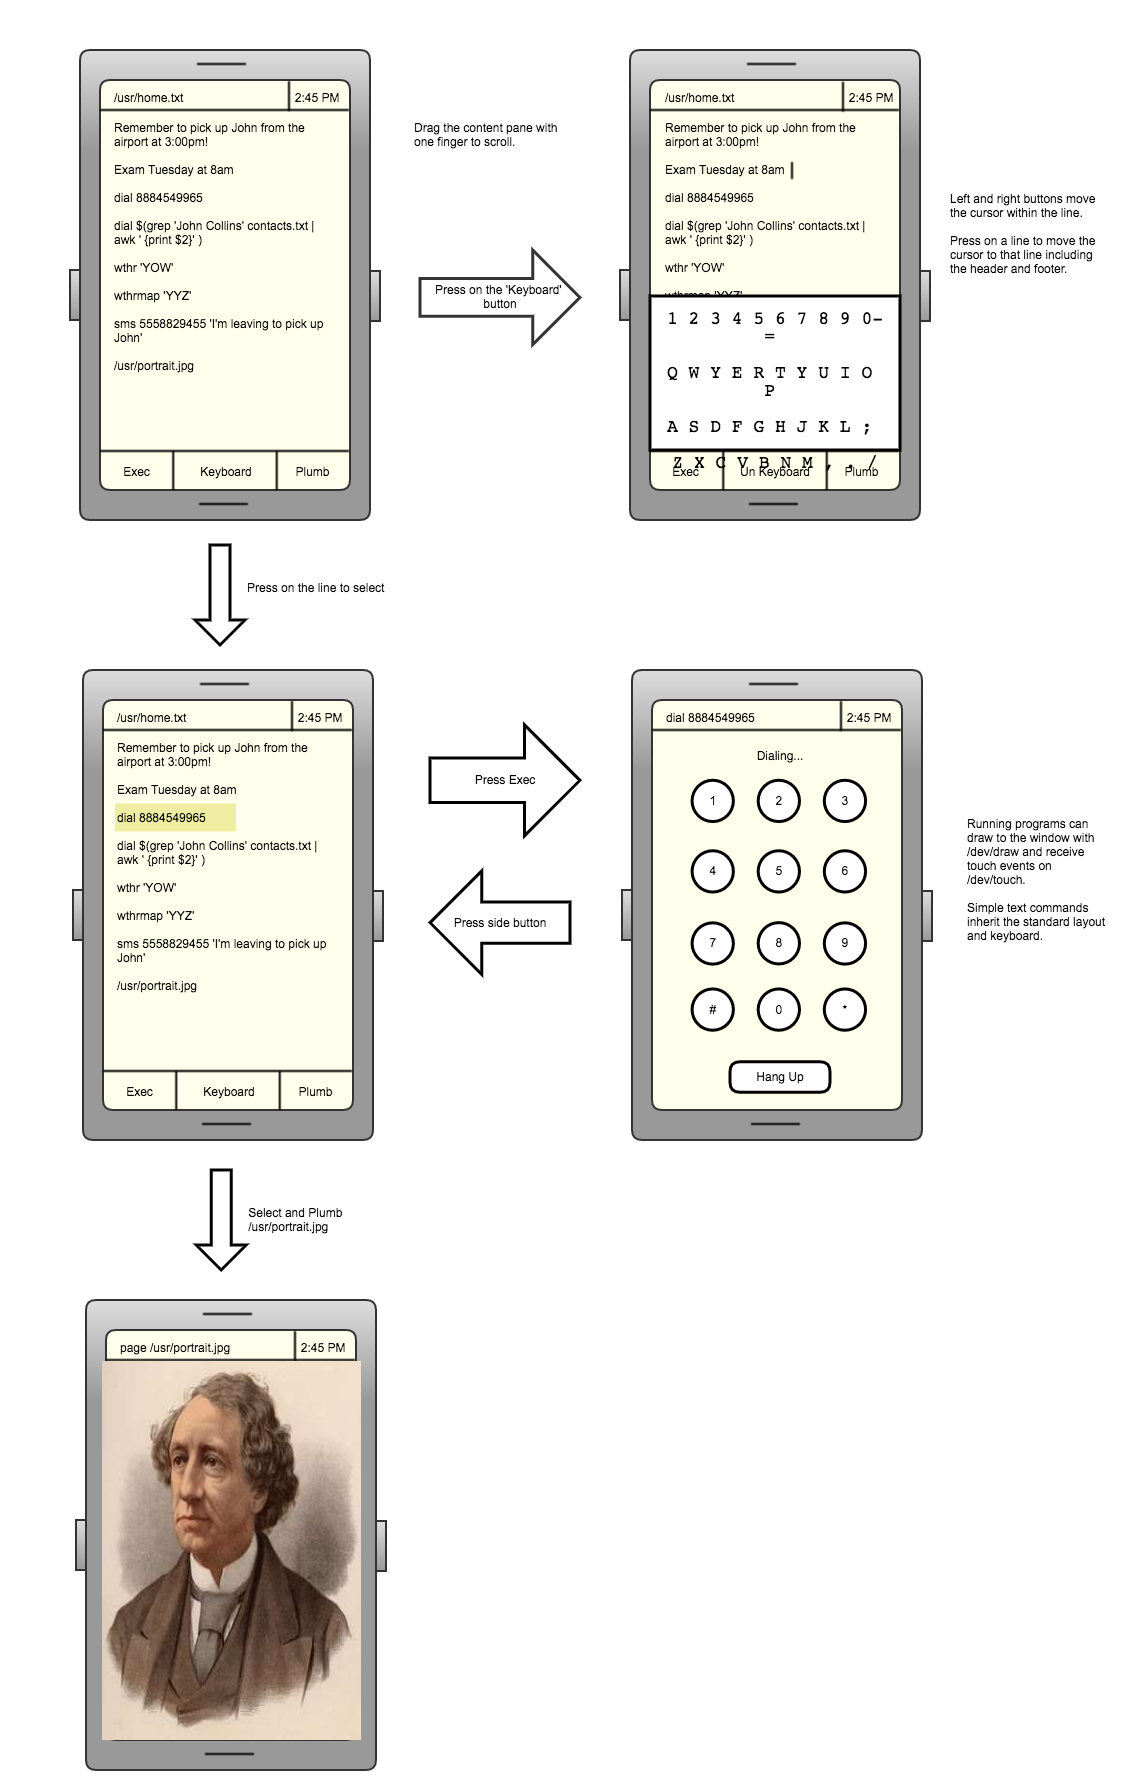 /usr/home.txt
2:45 PM
Remember to pick up John from the
airport at 3:00pm!
Exam Tuesday at 8am
dial 8884549965
dial $(grep 'John Collins' contacts.txt |
awk ' {print $2}' )
wthr 'YOW'
wthrmap 'YYZ'
sms 5558829455 'I'm leaving to pick up
John'
/usr/portrait.jpg
Exec
Keyboard
Plumb
Drag the content pane with
one finger to scroll.
Press on the 'Keyboard'
button
/usr/home.txt
2:45 PM
Remember to pick up John from the
airport at 3:00pm!
Exam Tuesday at 8am
dial 8884549965
dial $(grep 'John Collins' contacts.txt |
awk ' {print $2}' )
wthr 'YOW'
wthrmap 'YYZ'
1 2 3 4 5 6 7 8 9 0-
=
Q W Y E R T Y U I O
P
A S D F G H J K L ;
Z X C V B N M , . /
Exec
Un Keyboard
Plumb
Left and right buttons move
the cursor within the line.
Press on a line to move the
cursor to that line including
the header and footer.
Press on the line to select
/usr/home.txt
2:45 PM
Remember to pick up John from the
airport at 3:00pm!
Exam Tuesday at 8am
dial 8884549965
dial $(grep 'John Collins' contacts.txt |
awk ' {print $2}' )
wthr 'YOW'
wthrmap 'YYZ'
sms 5558829455 'I'm leaving to pick up
John'
/usr/portrait.jpg
Exec
Keyboard
Plumb
Press Exec
Press side button
dial 8884549965
2:45 PM
Dialing...
1 2 3
4 5 6
7 8 9
# 0 *
Hang Up
Running programs can
draw to the window with
/dev/draw and receive
touch events on
/dev/touch.
Simple text commands
inherit the standard layout
and keyboard.
Select and Plumb
/usr/portrait.jpg
page /usr/portrait.jpg
2:45 PM